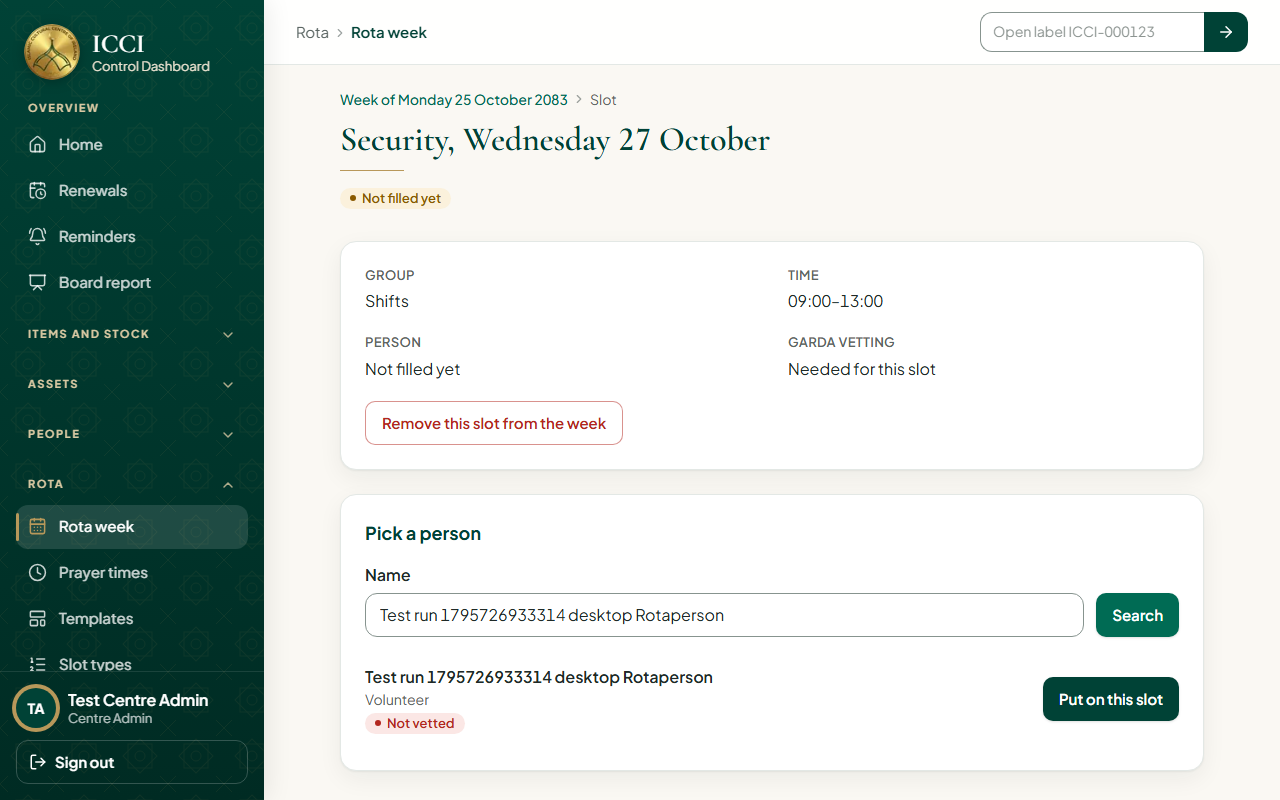 ICCI
Control Dashboard
OVERVIEW
Home
Renewals
Reminders
Board report
ITEMS AND STOCK
ASSETS
PEOPLE
ROTA
Rota week
Prayer times
Templates
Slot types
TA
Test Centre Admin
Centre Admin
Sign out
Rota > Rota week
Open label ICCI-000123
Week of Monday 25 October 2083 > Slot
Security, Wednesday 27 October
Not filled yet
GROUP
Shifts
TIME
09:00–13:00
PERSON
Not filled yet
GARDA VETTING
Needed for this slot
Remove this slot from the week
Pick a person
Name
Test run 1795726933314 desktop Rotaperson
Search
Test run 1795726933314 desktop Rotaperson
Volunteer
Not vetted
Put on this slot